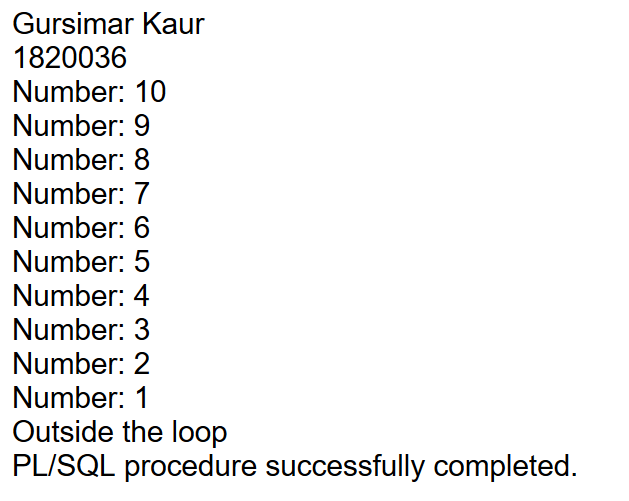 Gursimar Kaur
1820036
Number: 10
Number: 9
Number: 8
Number: 7
Number: 6
Number: 5
Number: 4
Number: 3
Number: 2
Number: 1
Outside the loop
PL/SQL procedure successfully completed.